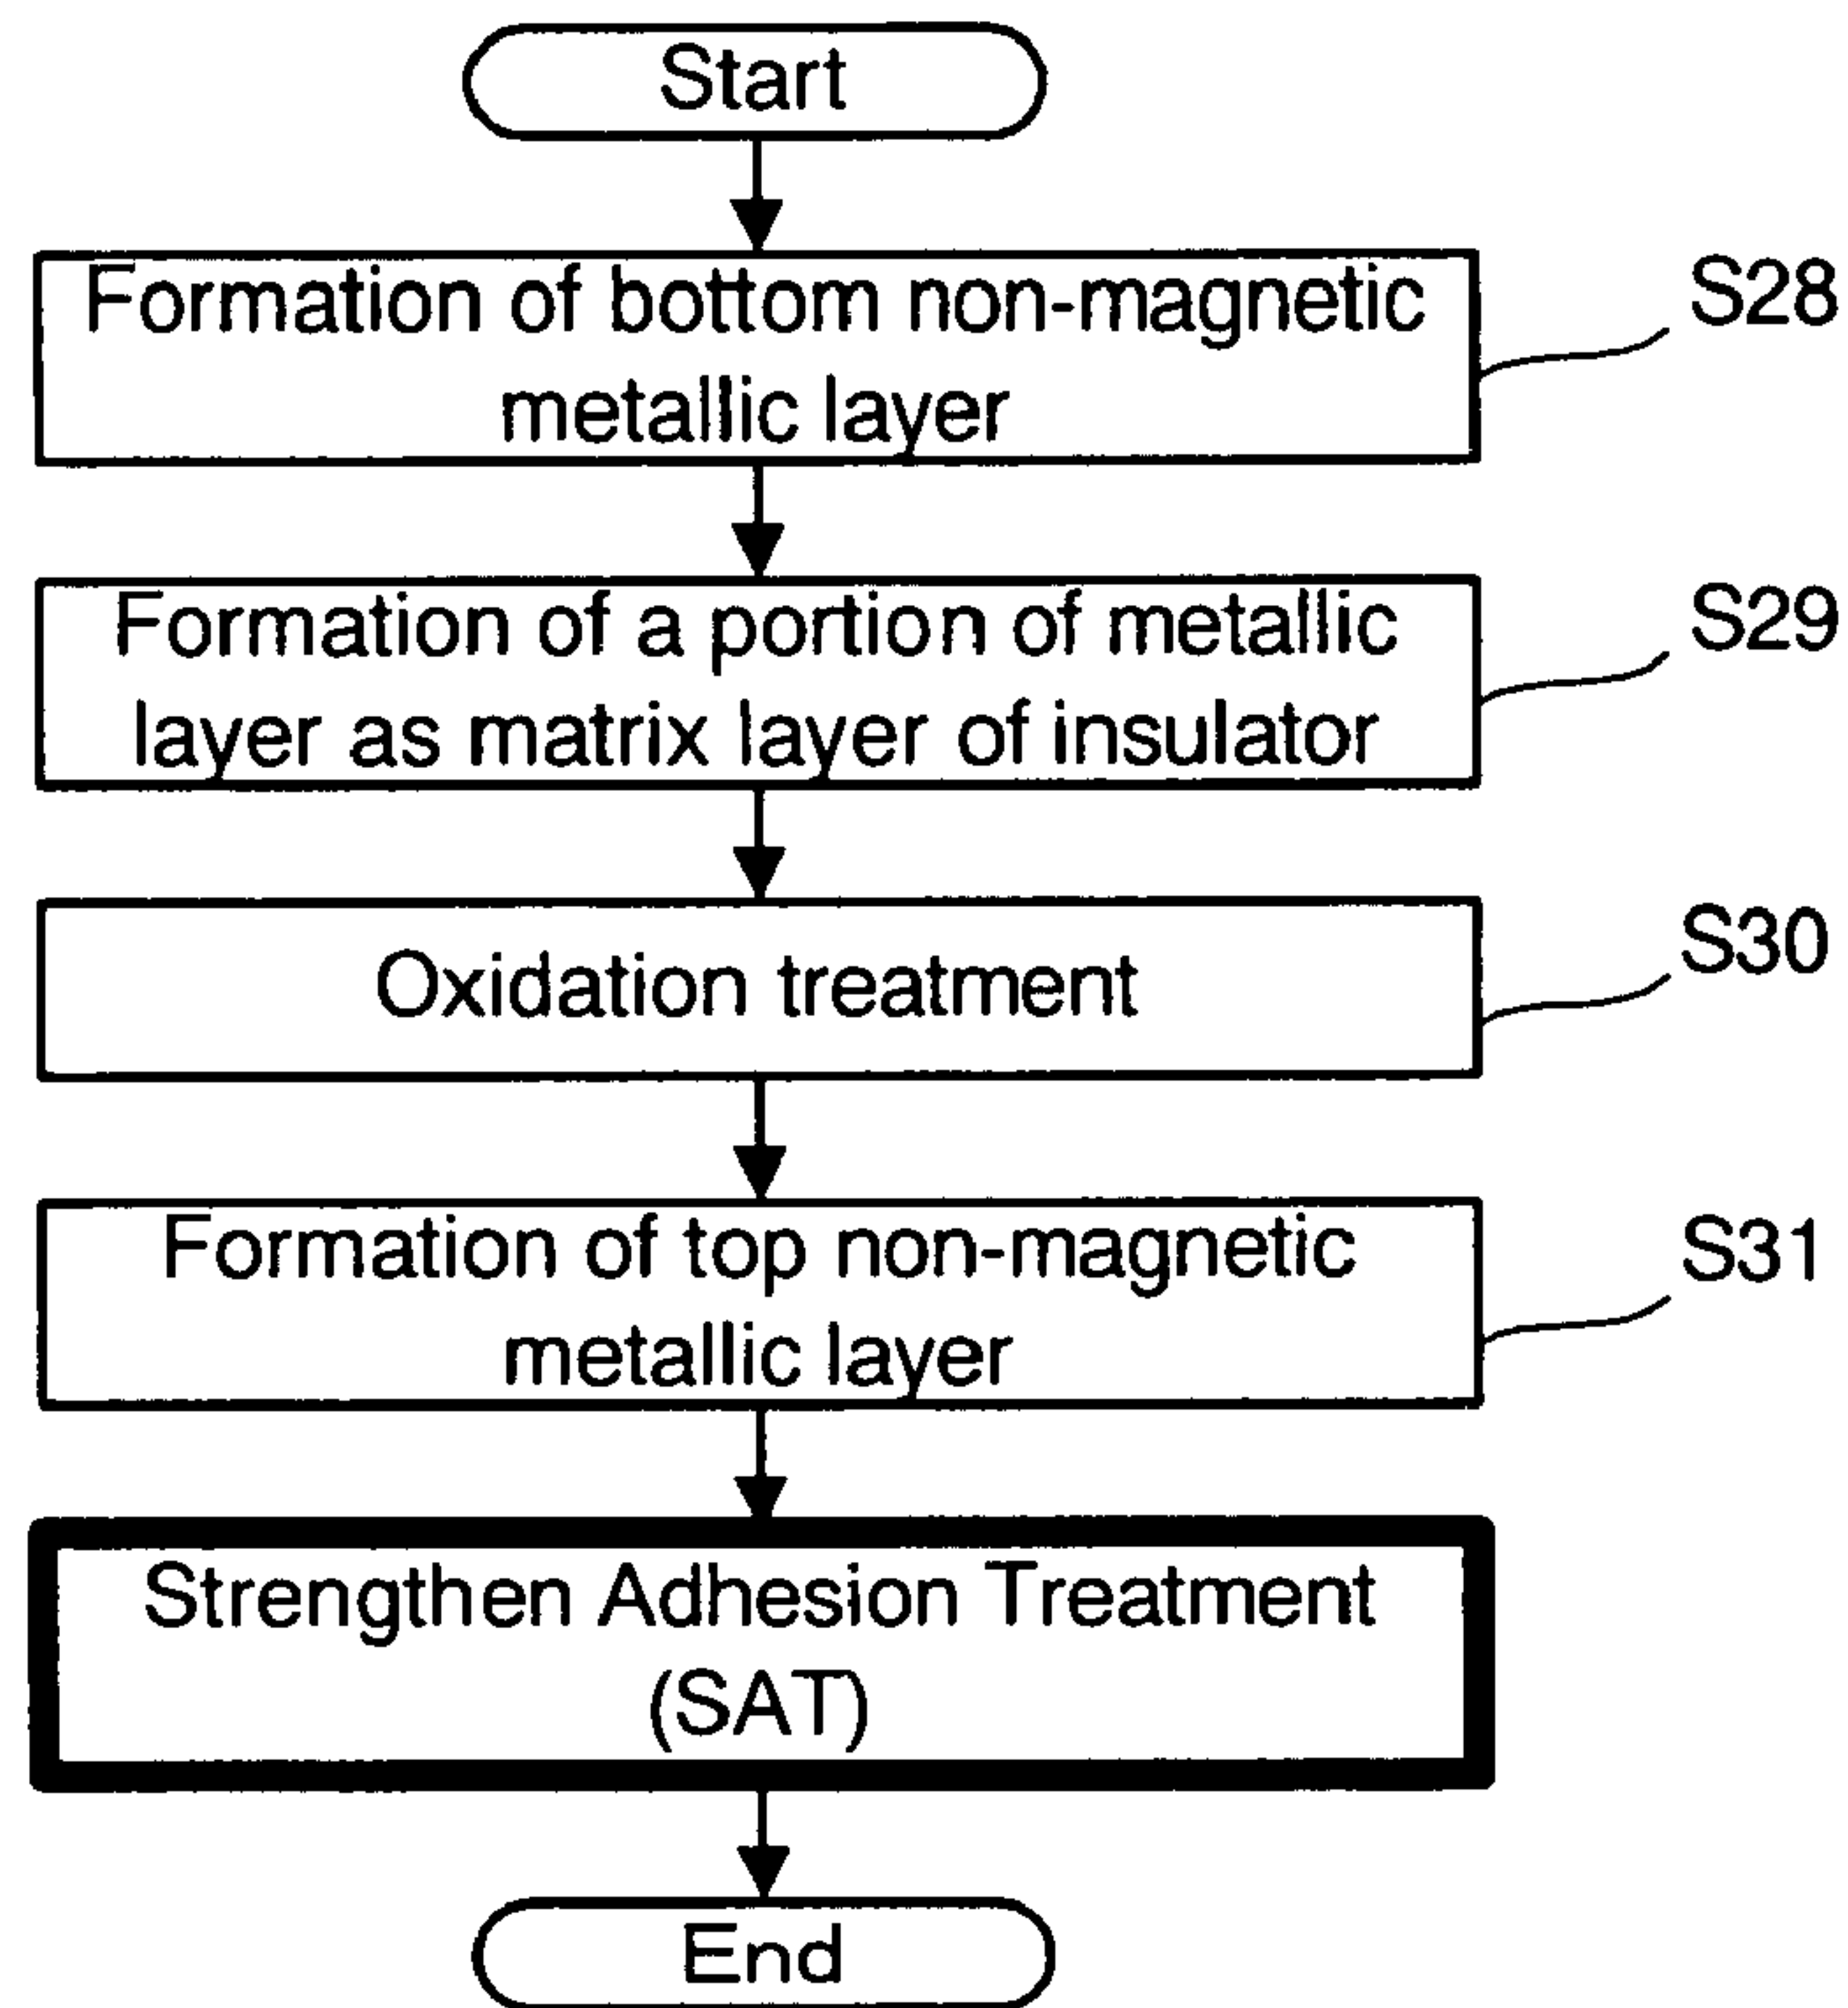 Start
Formation of bottom non-magnetic
metallic layer
S28
Formation of a portion of metallic
layer as matrix layer of insulator
S29
Oxidation treatment
S30
Formation of top non-magnetic
metallic layer
S31
Strengthen Adhesion Treatment
(SAT)
End